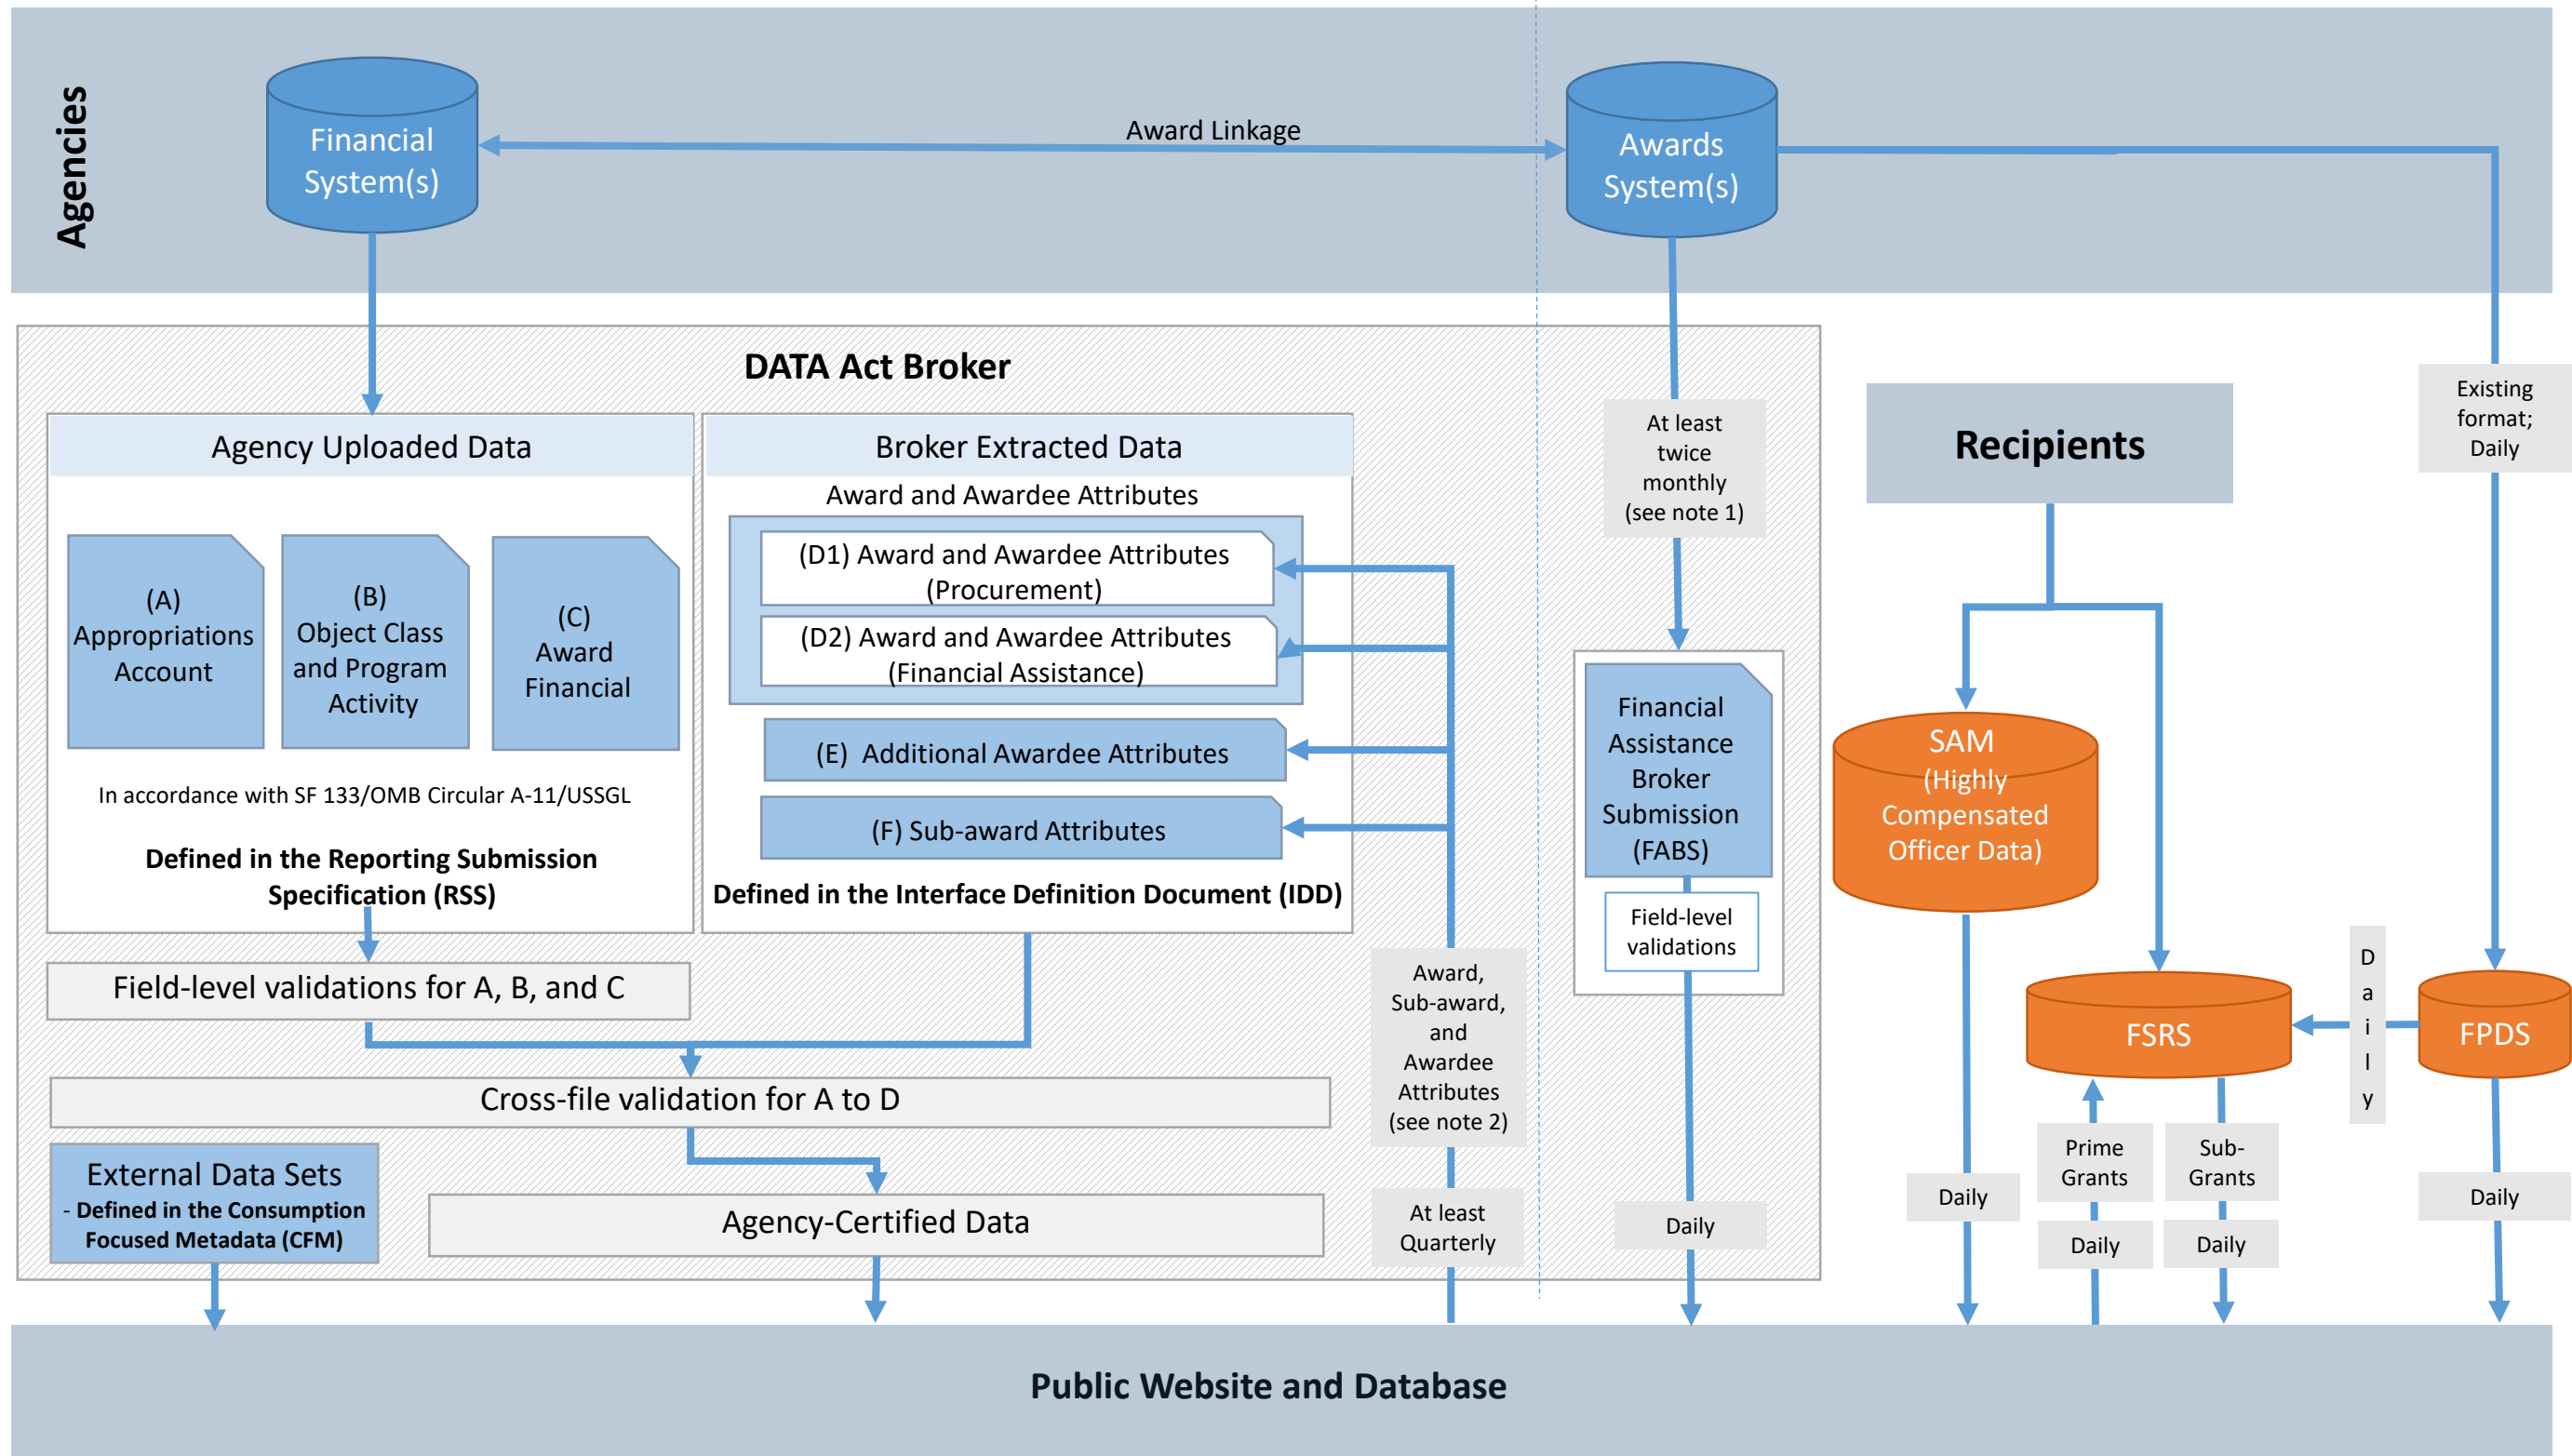 Agencies
Financial
System(s)
Award Linkage
Awards
System(s)
DATA Act Broker
Agency Uploaded Data
(A)
Appropriations
Account
(B)
Object Class
and Program
Activity
(C)
Award
Financial
In accordance with SF 133/OMB Circular A-11/USSGL
Defined in the Reporting Submission
Specification (RSS)
Broker Extracted Data
Award and Awardee Attributes
(D1) Award and Awardee Attributes
(Procurement)
(D2) Award and Awardee Attributes
(Financial Assistance)
(E) Additional Awardee Attributes
(F) Sub-award Attributes
Defined in the Interface Definition Document (IDD)
Field-level validations for A, B, and C
Cross-file validation for A to D
External Data Sets
- Defined in the Consumption
Focused Metadata (CFM)
Agency-Certified Data
Award,
Sub-award,
and
Awardee
Attributes
(see note 2)
At least
Quarterly
At least
twice
monthly
(see note 1)
Financial
Assistance
Broker
Submission
(FABS)
Field-level
validations
Daily
Recipients
SAM
(Highly
Compensated
Officer Data)
Daily
FSRS
Prime
Grants
Daily
Sub-
Grants
Daily
Daily
Existing
format;
Daily
FPDS
Daily
Public Website and Database